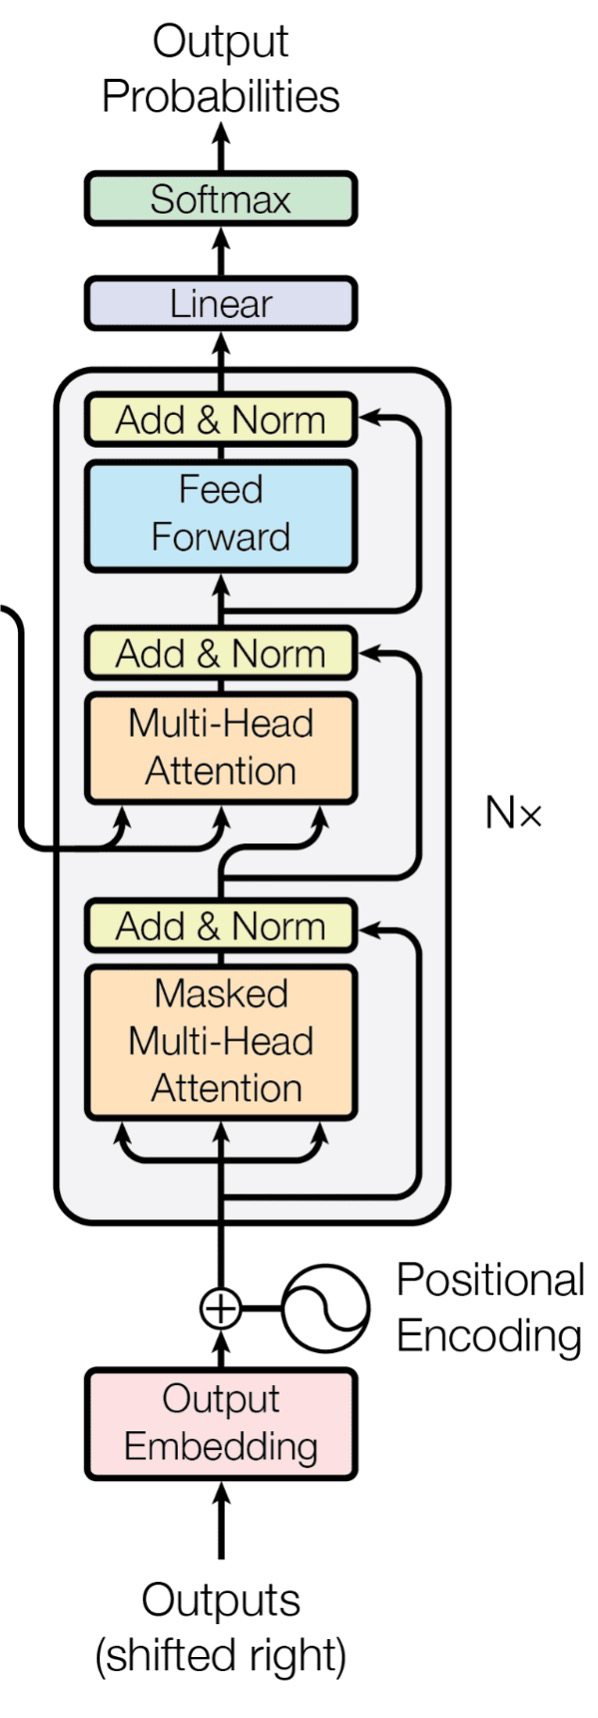 Output
Probabilities
Softmax
Linear
Add & Norm
Feed
Forward
Add & Norm
Multi-Head
Attention
N×
Add & Norm
Masked
Multi-Head
Attention
Positional
Encoding
Output
Embedding
Outputs
(shifted right)